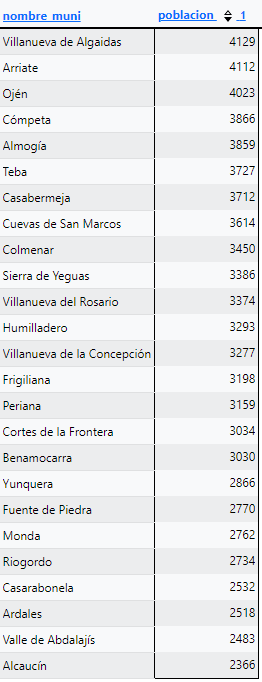 nombre_muni poblacion 1
Villanueva de Algaidas 4129
Arriate 4112
Ojén 4023
Cómpeta 3866
Almogía 3859
Teba 3727
Casabermeja 3712
Cuevas de San Marcos 3614
Colmenar 3450
Sierra de Yeguas 3386
Villanueva del Rosario 3374
Humilladero 3293
Villanueva de la Concepción 3277
Frigiliana 3198
Periana 3159
Cortes de la Frontera 3034
Benamocarra 3030
Yunquera 2866
Fuente de Piedra 2770
Monda 2762
Riogordo 2734
Casarabonela 2532
Ardales 2518
Valle de Abdalajís 2483
Alcaucín 2366